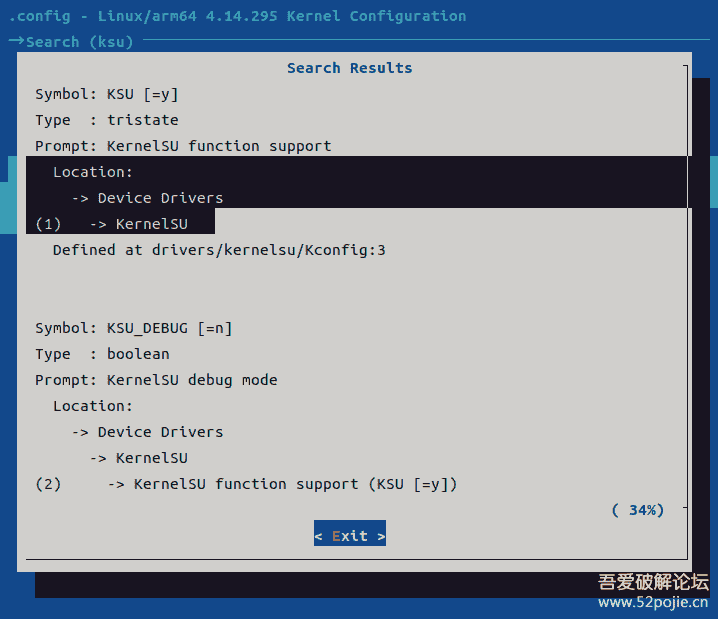 .config - Linux/arm64 4.14.295 Kernel Configuration
→Search (ksu)
Search Results
Symbol: KSU [=y]
Type  : tristate
Prompt: KernelSU function support
  Location:
    -> Device Drivers
(1)   -> KernelSU
  Defined at drivers/kernelsu/Kconfig:3
Symbol: KSU_DEBUG [=n]
Type  : boolean
Prompt: KernelSU debug mode
  Location:
    -> Device Drivers
      -> KernelSU
(2)     -> KernelSU function support (KSU [=y])
( 34%)
< Exit >
吾爱破解论坛
www.52pojie.cn